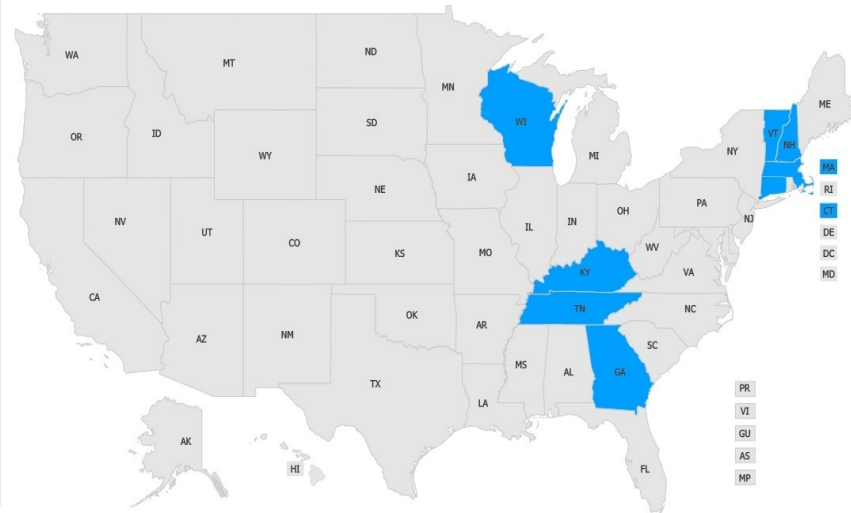 WA
MT
ND
MN
ME
OR
ID
SD
WI
VT
NH
NY
MI
WY
MA
RI
IA
NE
PA
CT
NJ
OH
IN
IL
NV
UT
CO
DE
WV
KS
MO
DC
VA
KY
MD
CA
NC
TN
OK
AR
AZ
NM
SC
MS
AL
GA
TX
PR
LA
VI
GU
AK
AS
HI
FL
MP